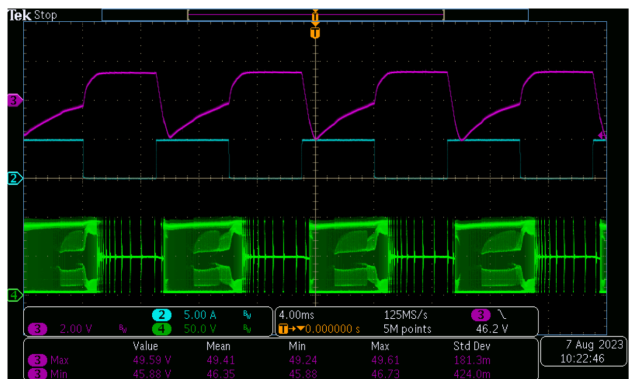 Tek Stop
U
T
3
2
4
2 5.00 A Bw 4.00ms 125MS/s 3 \
3 2.00 V Bw 4 50.0 V Bw T→▼0.000000 s 5M points 46.2 V
Value Mean Min Max Std Dev
3 Max 49.59 V 49.41 49.24 49.61 181.3m
3 Min 45.88 V 46.35 45.88 46.73 424.0m
7 Aug 2023
10:22:46